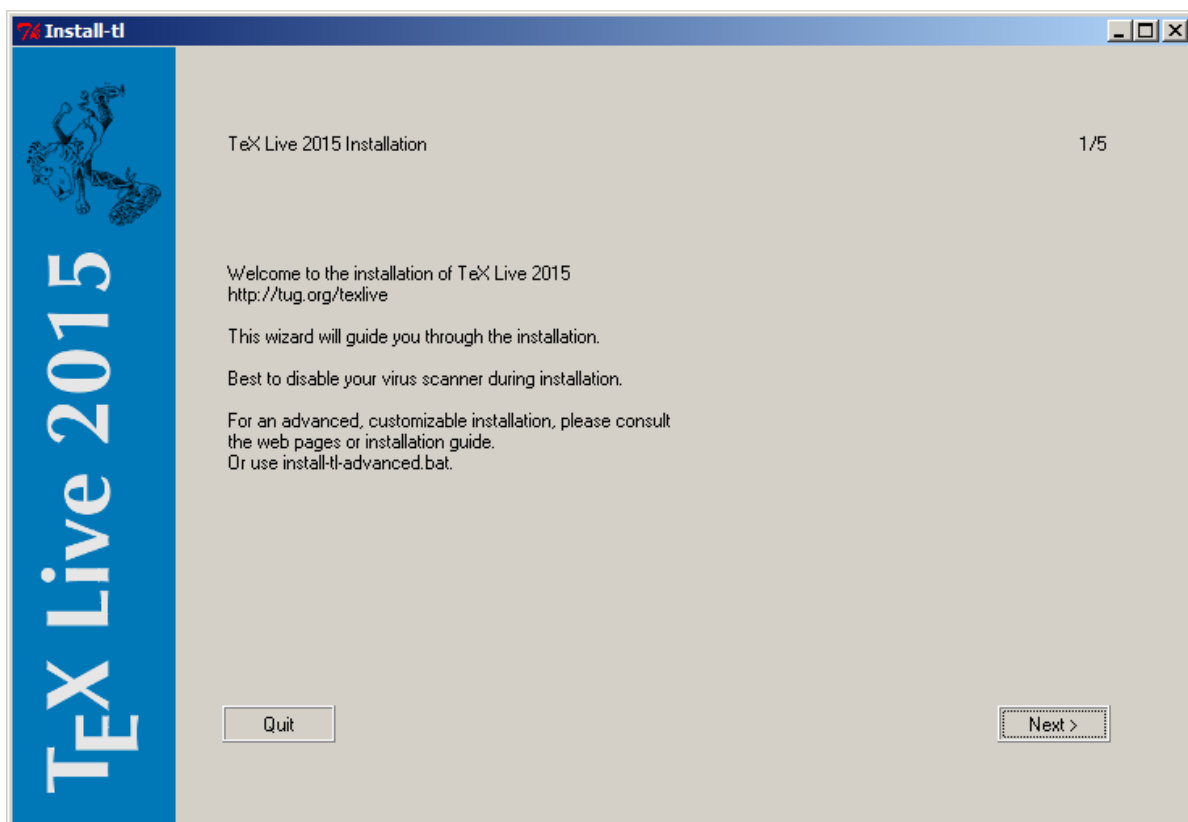 Install-tl
TeX Live 2015 Installation
1/5
Welcome to the installation of TeX Live 2015
http://tug.org/texlive
This wizard will guide you through the installation.
Best to disable your virus scanner during installation.
For an advanced, customizable installation, please consult
the web pages or installation guide.
Or use install-tl-advanced.bat.
Quit
Next >
TEX Live 2015